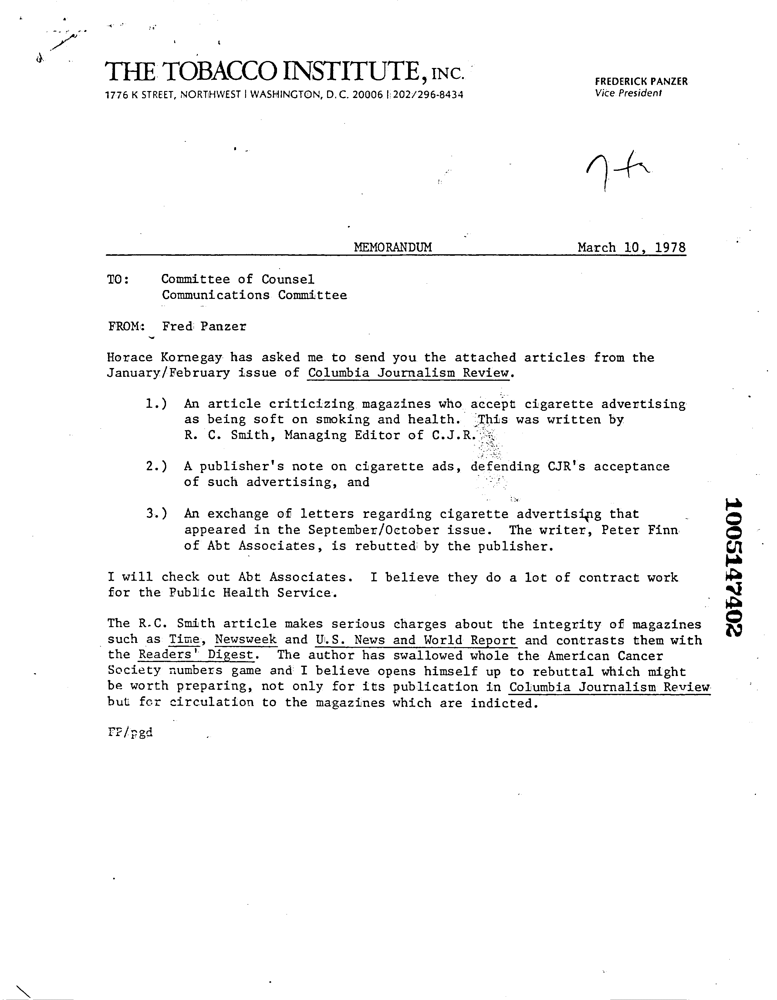 THE TOBACCO INSTITUTE, INC.
1776 K STREET, NORTHWEST | WASHINGTON, D.C. 20006 | 202/296-8434
FREDERICK PANZER
Vice President
MEMORANDUM March 10, 1978
TO: Committee of Counsel
Communications Committee
FROM: Fred Panzer
Horace Kornegay has asked me to send you the attached articles from the
January/February issue of Columbia Journalism Review.
1.) An article criticizing magazines who accept cigarette advertising
as being soft on smoking and health. This was written by
R. C. Smith, Managing Editor of C.J.R.
2.) A publisher's note on cigarette ads, defending CJR's acceptance
of such advertising, and
3.) An exchange of letters regarding cigarette advertising that
appeared in the September/October issue. The writer, Peter Finn
of Abt Associates, is rebutted by the publisher.
I will check out Abt Associates. I believe they do a lot of contract work
for the Public Health Service.
The R.C. Smith article makes serious charges about the integrity of magazines
such as Time, Newsweek and U.S. News and World Report and contrasts them with
the Readers' Digest. The author has swallowed whole the American Cancer
Society numbers game and I believe opens himself up to rebuttal which might
be worth preparing, not only for its publication in Columbia Journalism Review
but for circulation to the magazines which are indicted.
FP/pgd
1005147402